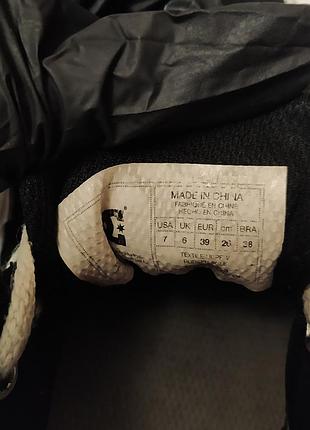 MADE IN CHINA
FABRIQUÉ EN CHINE
HECHO EN CHINA
USA UK EUR cm BRA
7 6 39 26 38